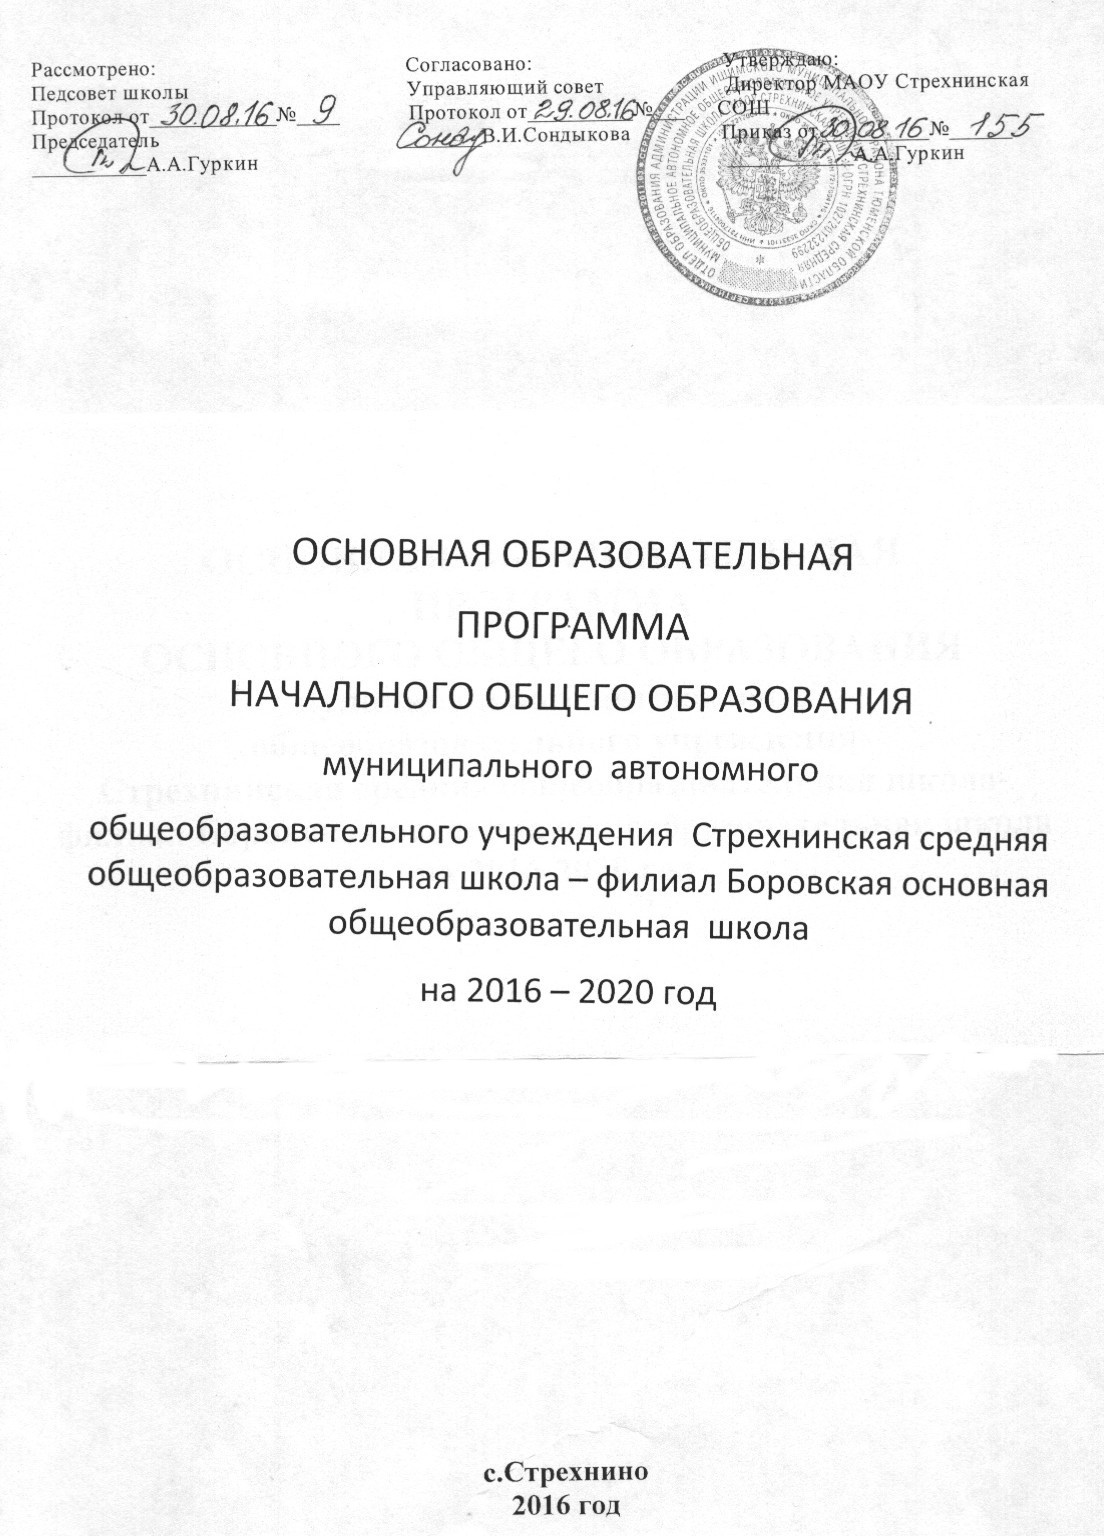 Рассмотрено:
Педсовет школы
Протокол от 30.08.16 № 9
Председатель
А.А.Гуркин
Согласовано:
Управляющий совет
Протокол от 29.08.16 №
В.И.Сондыкова
Утверждаю:
Директор МАОУ Стрехнинская
СОШ
Приказ от 30.08.16 № 155
А.А.Гуркин
ОСНОВНАЯ ОБРАЗОВАТЕЛЬНАЯ
ПРОГРАММА
НАЧАЛЬНОГО ОБЩЕГО ОБРАЗОВАНИЯ
муниципального автономного
общеобразовательного учреждения Стрехнинская средняя
общеобразовательная школа – филиал Боровская основная
общеобразовательная школа
на 2016 – 2020 год
с.Стрехнино
2016 год